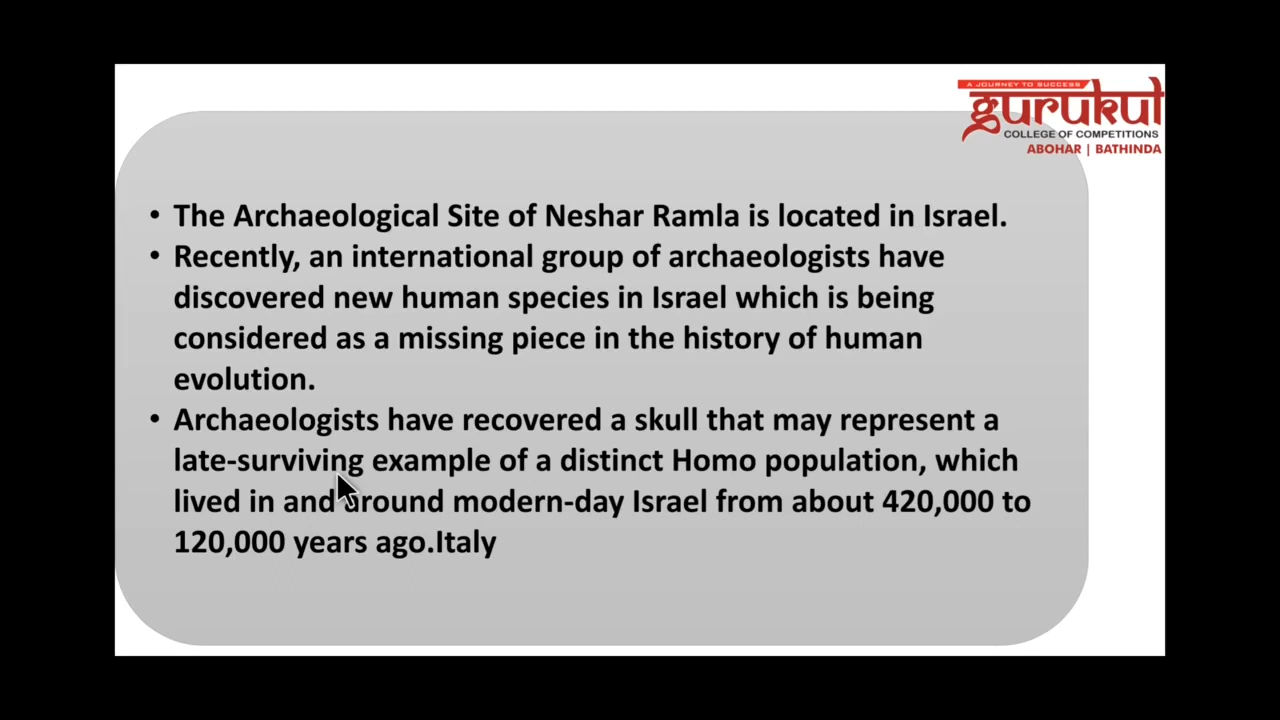 A JOURNEY TO SUCCESS
gurukul
COLLEGE OF COMPETITIONS
ABOHAR | BATHINDA
• The Archaeological Site of Neshar Ramla is located in Israel.
• Recently, an international group of archaeologists have
discovered new human species in Israel which is being
considered as a missing piece in the history of human
evolution.
• Archaeologists have recovered a skull that may represent a
late-surviving example of a distinct Homo population, which
lived in and around modern-day Israel from about 420,000 to
120,000 years ago.Italy